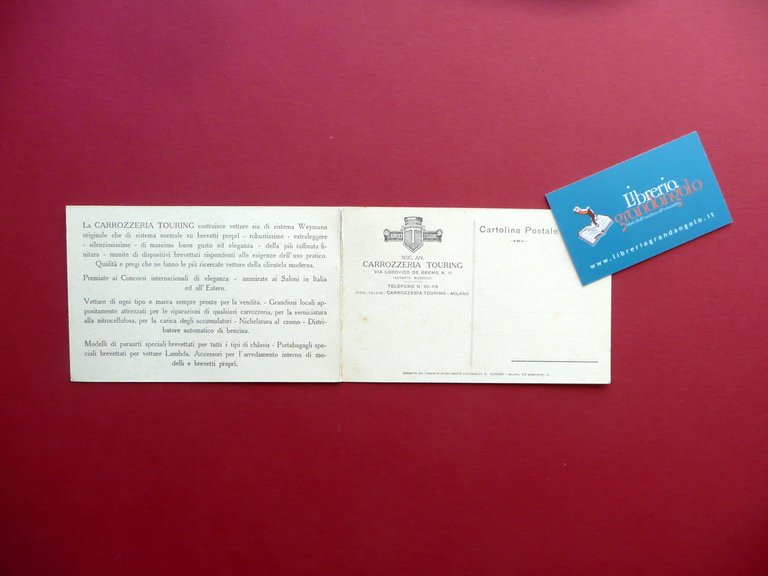 La CARROZZERIA TOURING costruisce vetture sia di sistema Weymann
originale che di sistema normale su brevetti proprî - robustissime - extraleggere
- silenziosissime - di massimo buon gusto ed eleganza - della più raffinata fi-
nitura - munite di dispositivi brevettati rispondenti alle esigenze dell'uso pratico.
Qualità e pregi che ne fanno le più ricercate vetture della clientela moderna.
Premiate ai Concorsi internazionali di eleganza - ammirate ai Saloni in Italia
ed all'Estero.
Vetture di ogni tipo e marca sempre pronte per la vendita. - Grandiosi locali ap-
positamente attrezzati per le riparazioni di qualsiasi carrozzeria, per la verniciatura
alla nitrocellulosa, per la carica degli accumulatori - Nichelatura al cromo - Distri-
butore automatico di benzina.
Modelli di paraurti speciali brevettati per tutti i tipi di châssis - Portabagagli spe-
ciali brevettati per vetture Lambda. Accessori per l'arredamento interno di mo-
delli e brevetti proprî.
SOC. AN.
CARROZZERIA TOURING
VIA LODOVICO DE BREME N.
TELEFONO N.
CARROZZERIA TOURING - MILANO
Cartolina Postale
Libreria
grandangolo
www.libreriagrandangolo.it